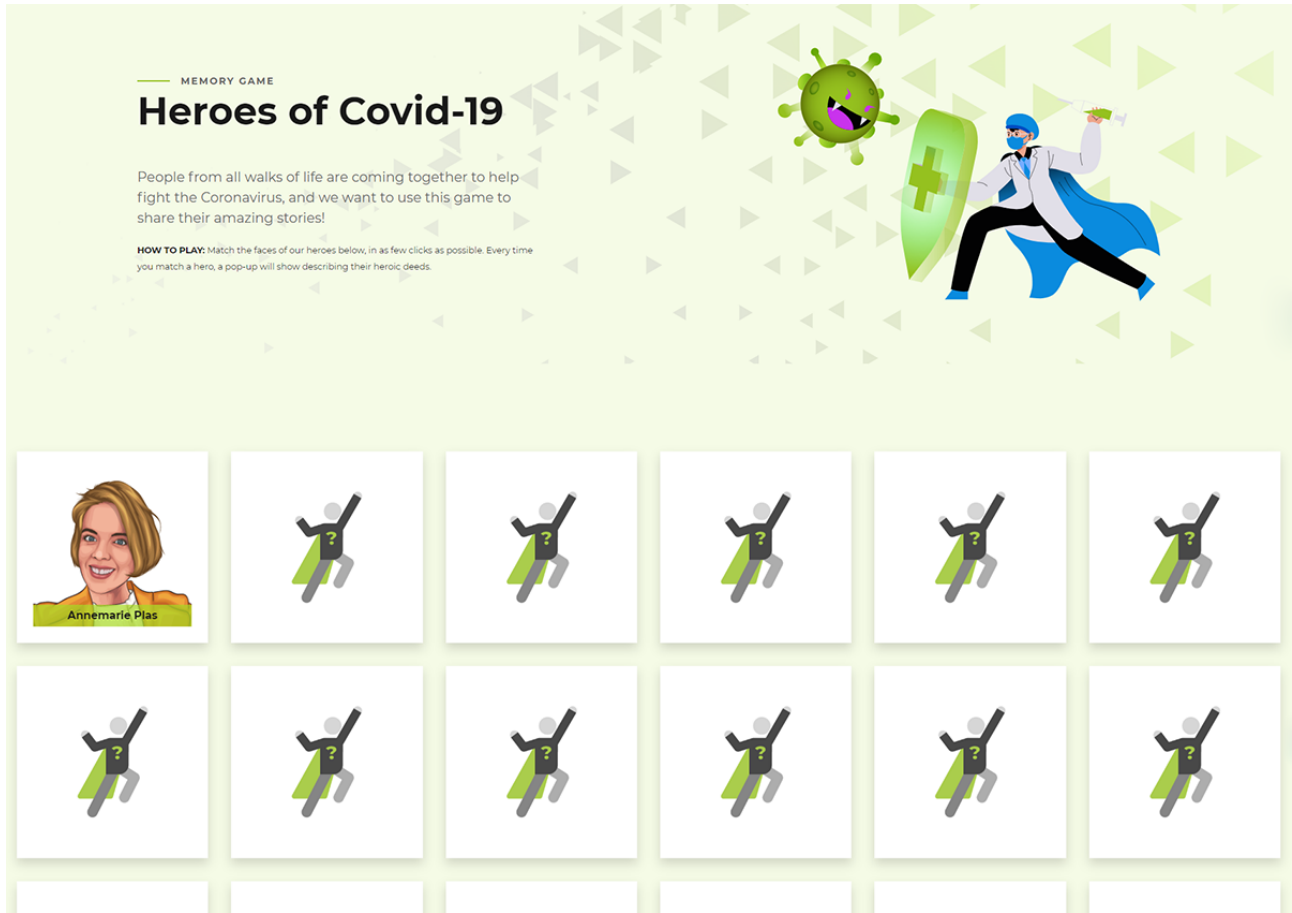 MEMORY GAME
Heroes of Covid-19
People from all walks of life are coming together to help
fight the Coronavirus, and we want to use this game to
share their amazing stories!
HOW TO PLAY: Match the faces of our heroes below, in as few clicks as possible. Every time
you match a hero, a pop-up will show describing their heroic deeds.
Annemarie Plas
? ? ? ? ?
? ? ? ? ? ?